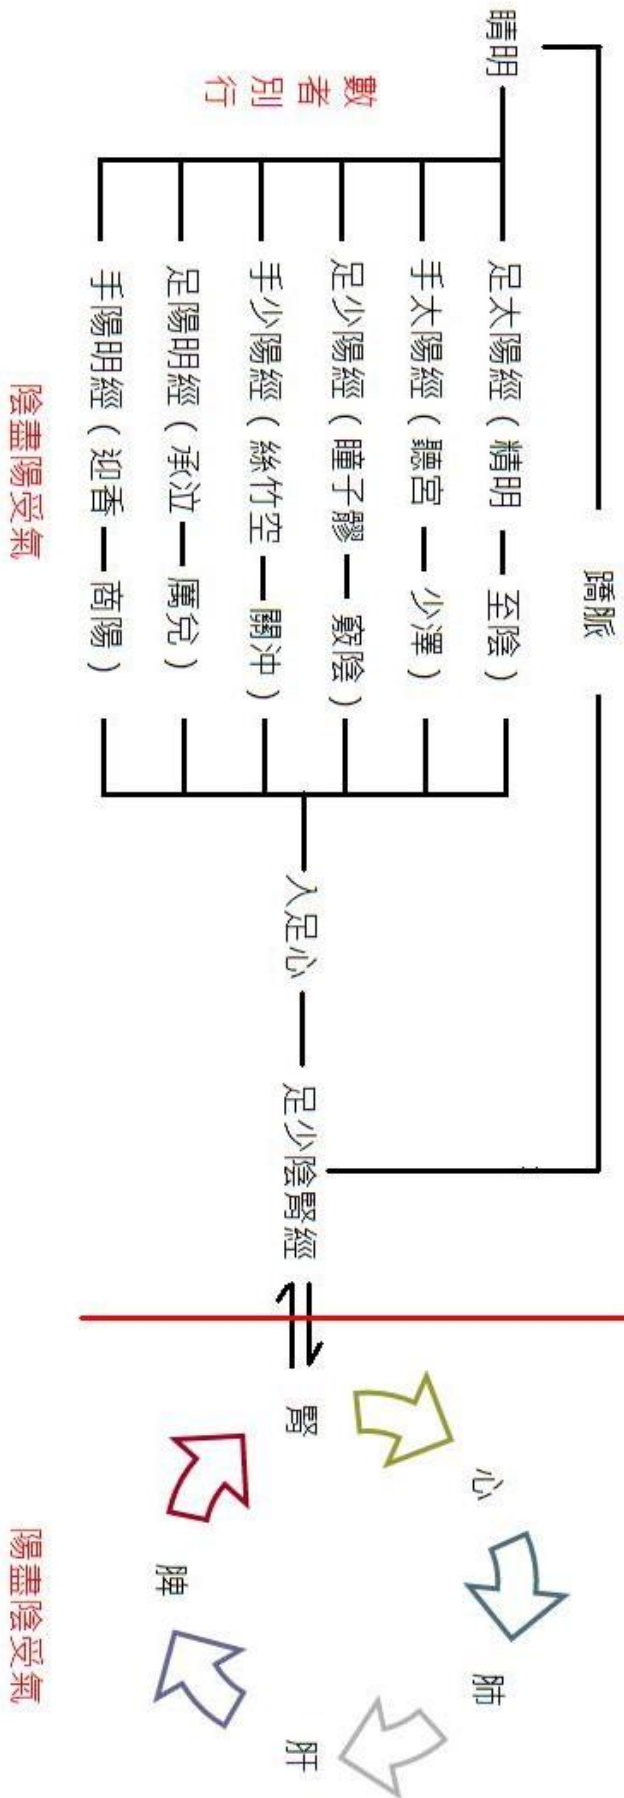 睛明
數者別行
足太陽經（精明 — 至陰）
手太陽經（聽宮 — 少澤）
足少陽經（瞳子髎 — 竅陰）
手少陽經（絲竹空 — 關沖）
足陽明經（承泣 — 厲兌）
手陽明經（迎香 — 商陽）
蹻脈
陰盡陽受氣
入足心
足少陰腎經
腎
心
肺
肝
脾
陽盡陰受氣